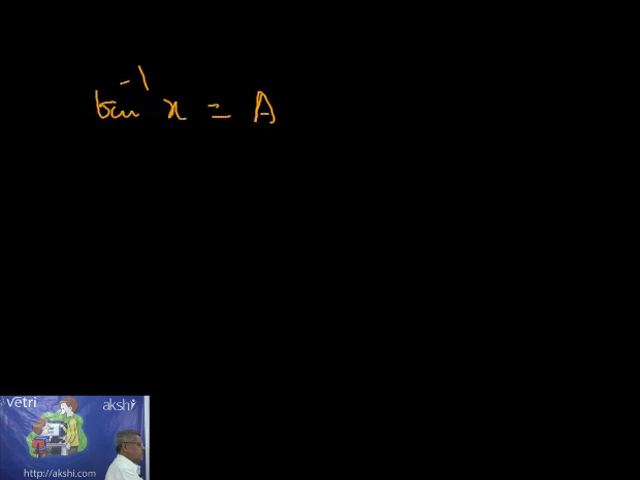 tan⁻¹ x = A
vetri
akshi
http://akshi.com